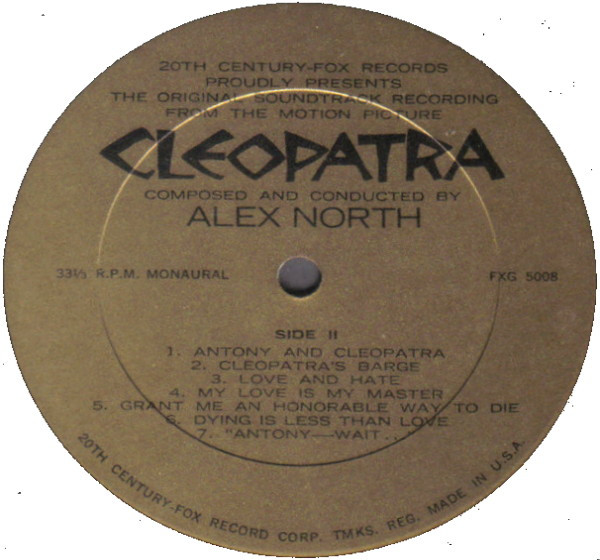 20TH CENTURY-FOX RECORDS
PROUDLY PRESENTS
THE ORIGINAL SOUNDTRACK RECORDING
FROM THE MOTION PICTURE
CLEOPATRA
COMPOSED AND CONDUCTED BY
ALEX NORTH
33⅓ R.P.M. MONAURAL
FXG 5008
SIDE II
1. ANTONY AND CLEOPATRA
2. CLEOPATRA'S BARGE
3. LOVE AND HATE
4. MY LOVE IS MY MASTER
5. GRANT ME AN HONORABLE WAY TO DIE
6. DYING IS LESS THAN LOVE
7. "ANTONY—WAIT...
20TH CENTURY-FOX RECORD CORP. TMKS. REG. MADE IN U.S.A.